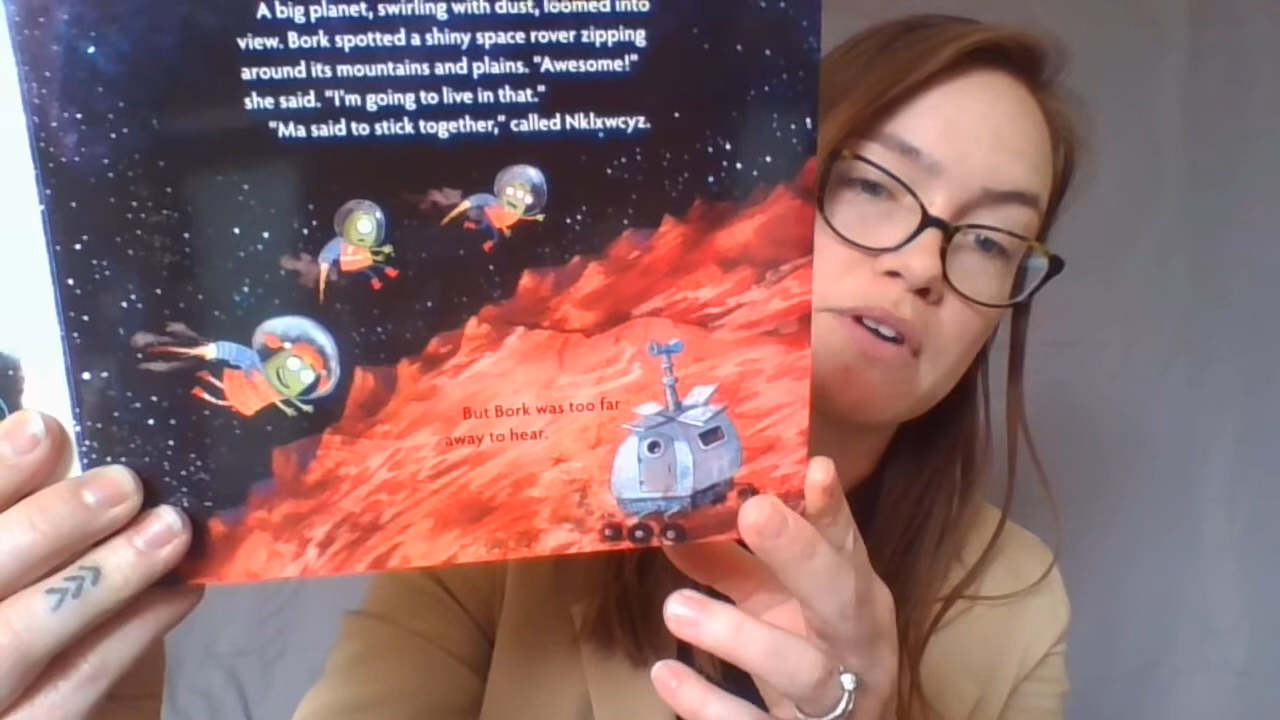 A big planet, swirling with dust, loomed into
view. Bork spotted a shiny space rover zipping
around its mountains and plains. "Awesome!"
she said. "I'm going to live in that."
"Ma said to stick together," called Nklxwcyz.
But Bork was too far
away to hear.